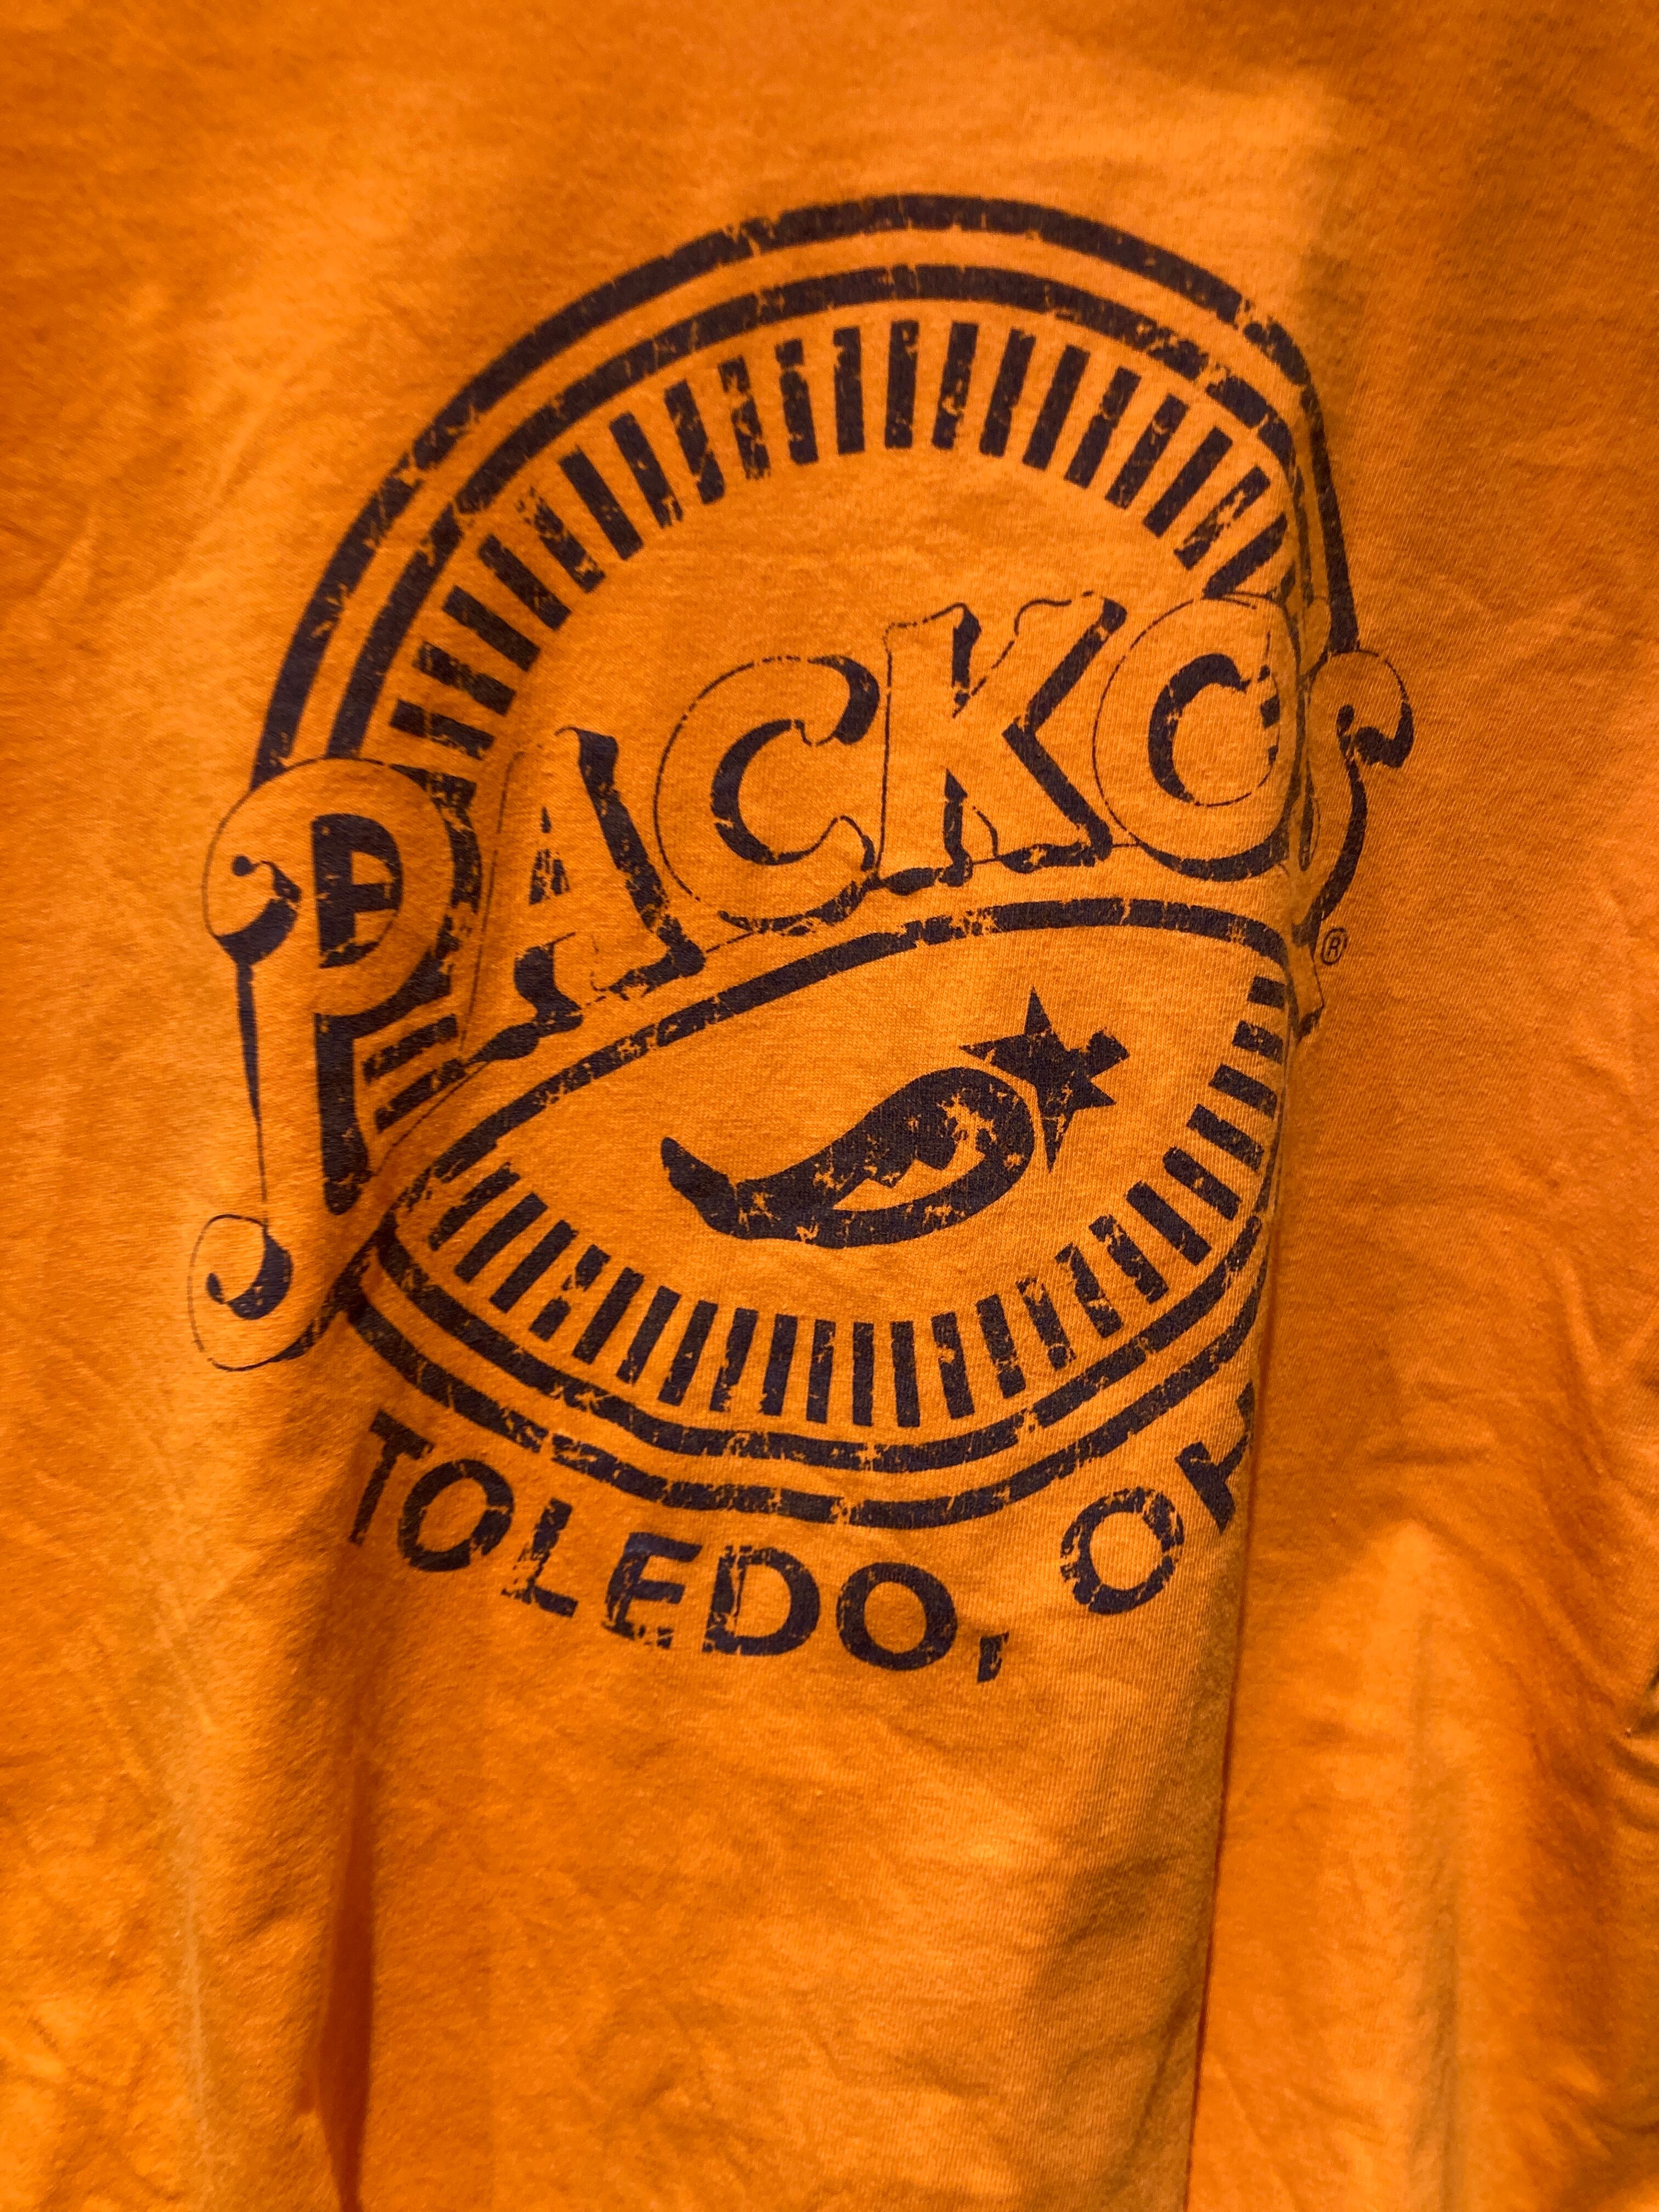 PACKO'S
®
TOLEDO, OH